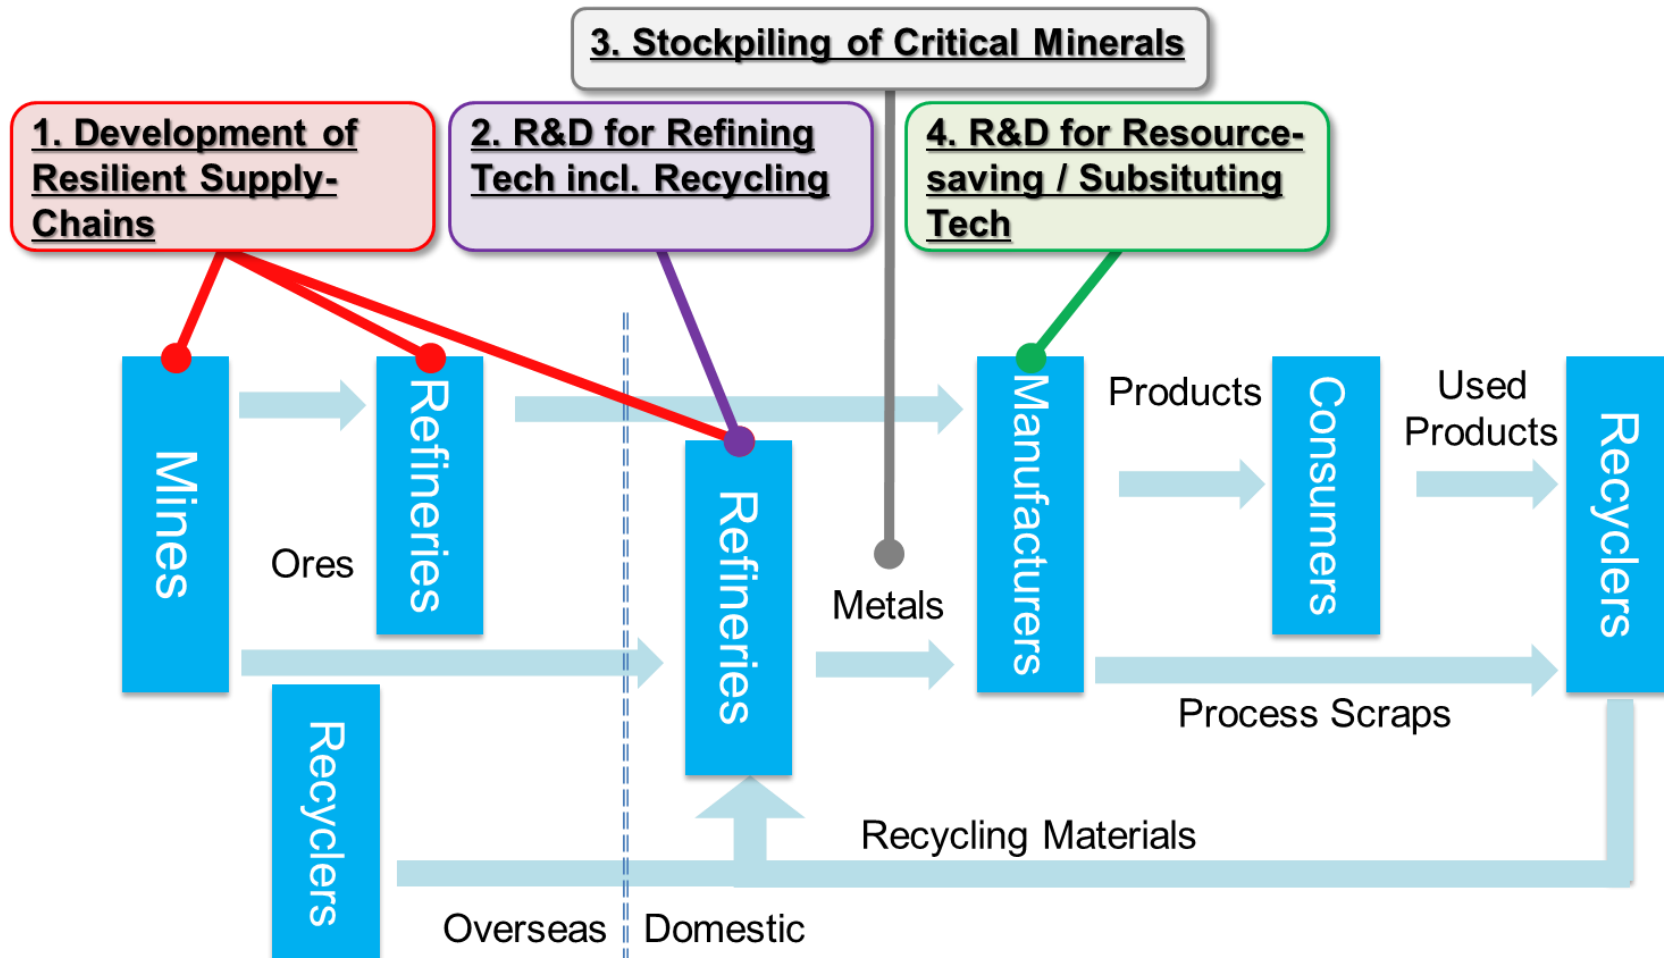 3. Stockpiling of Critical Minerals
1. Development of
Resilient Supply-
Chains
2. R&D for Refining
Tech incl. Recycling
4. R&D for Resource-
saving / Subsituting
Tech
Mines
Refineries
Ores
Recyclers
Refineries
Metals
Manufacturers
Products
Consumers
Used
Products
Recyclers
Process Scraps
Recycling Materials
Overseas
Domestic